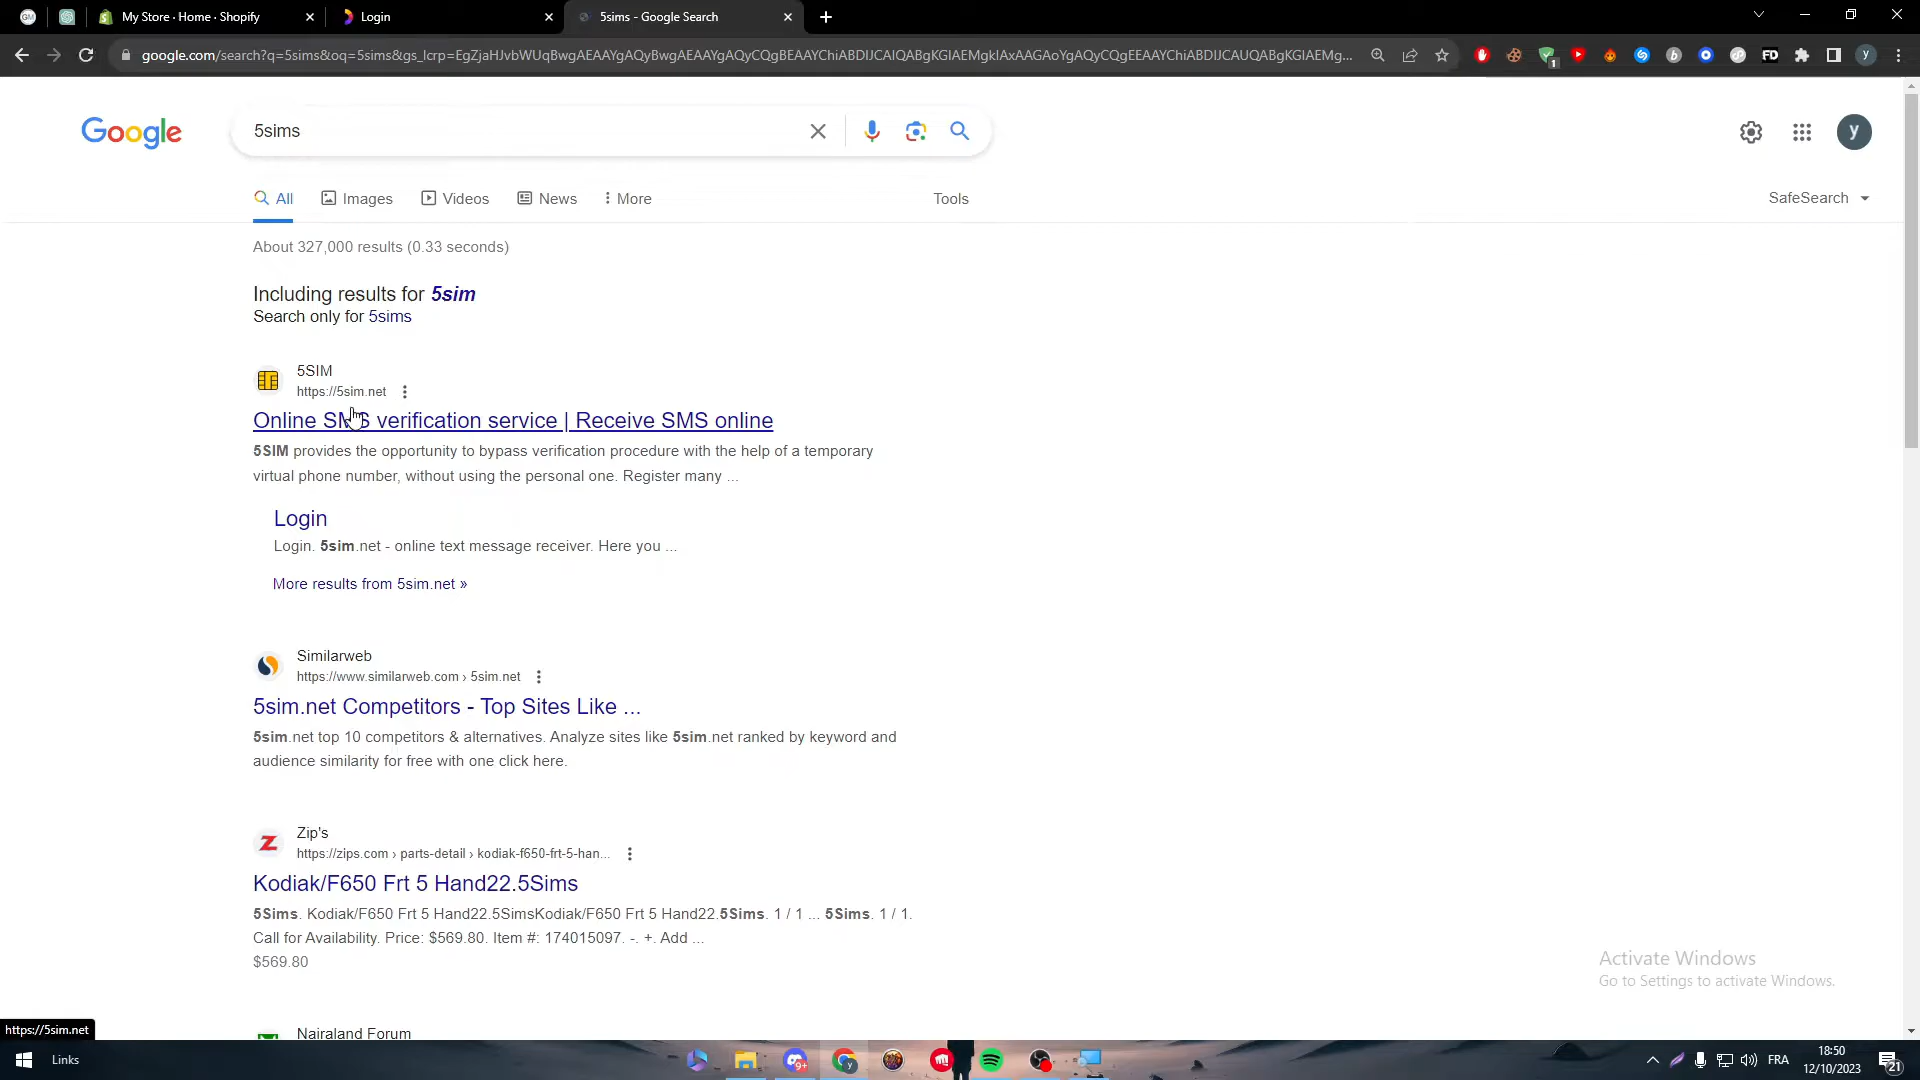 GM
My Store · Home · Shopify
Login
5sims - Google Search
google.com/search?q=5sims&oq=5sims&gs_lcrp=EgZjaHJvbWUqBwgAEAAYgAQyBwgAEAAYgAQyCQgBEAAYChiABDIJCAIQABgKGIAEMgkIAxAAGAoYgAQyCQgEEAAYChiABDIJCAUQABgKGIAEMg...
1
b
FD
y
Google
5sims
y
All
Images
Videos
News
More
Tools
SafeSearch
About 327,000 results (0.33 seconds)
Including results for 5sim
Search only for 5sims
5SIM
https://5sim.net
Online SMS verification service | Receive SMS online
5SIM provides the opportunity to bypass verification procedure with the help of a temporary
virtual phone number, without using the personal one. Register many ...
Login
Login. 5sim.net - online text message receiver. Here you ...
More results from 5sim.net »
Similarweb
https://www.similarweb.com › 5sim.net
5sim.net Competitors - Top Sites Like ...
5sim.net top 10 competitors & alternatives. Analyze sites like 5sim.net ranked by keyword and
audience similarity for free with one click here.
Z
Zip's
https://zips.com › parts-detail › kodiak-f650-frt-5-han...
Kodiak/F650 Frt 5 Hand22.5Sims
5Sims. Kodiak/F650 Frt 5 Hand22.5SimsKodiak/F650 Frt 5 Hand22.5Sims. 1 / 1 ... 5Sims. 1 / 1.
Call for Availability. Price: $569.80. Item #: 174015097. -. +. Add ...
$569.80
Activate Windows
Go to Settings to activate Windows.
https://5sim.net
Nairaland Forum
Links
9+
y
FRA
18:50
12/10/2023
21